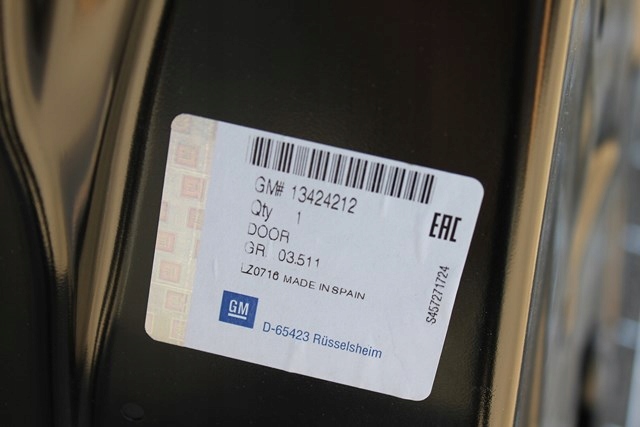 GM# 13424212
Qty 1
DOOR
GR 03.511
LZ0716 MADE IN SPAIN
GM
D-65423 Rüsselsheim
EAC
S457271724